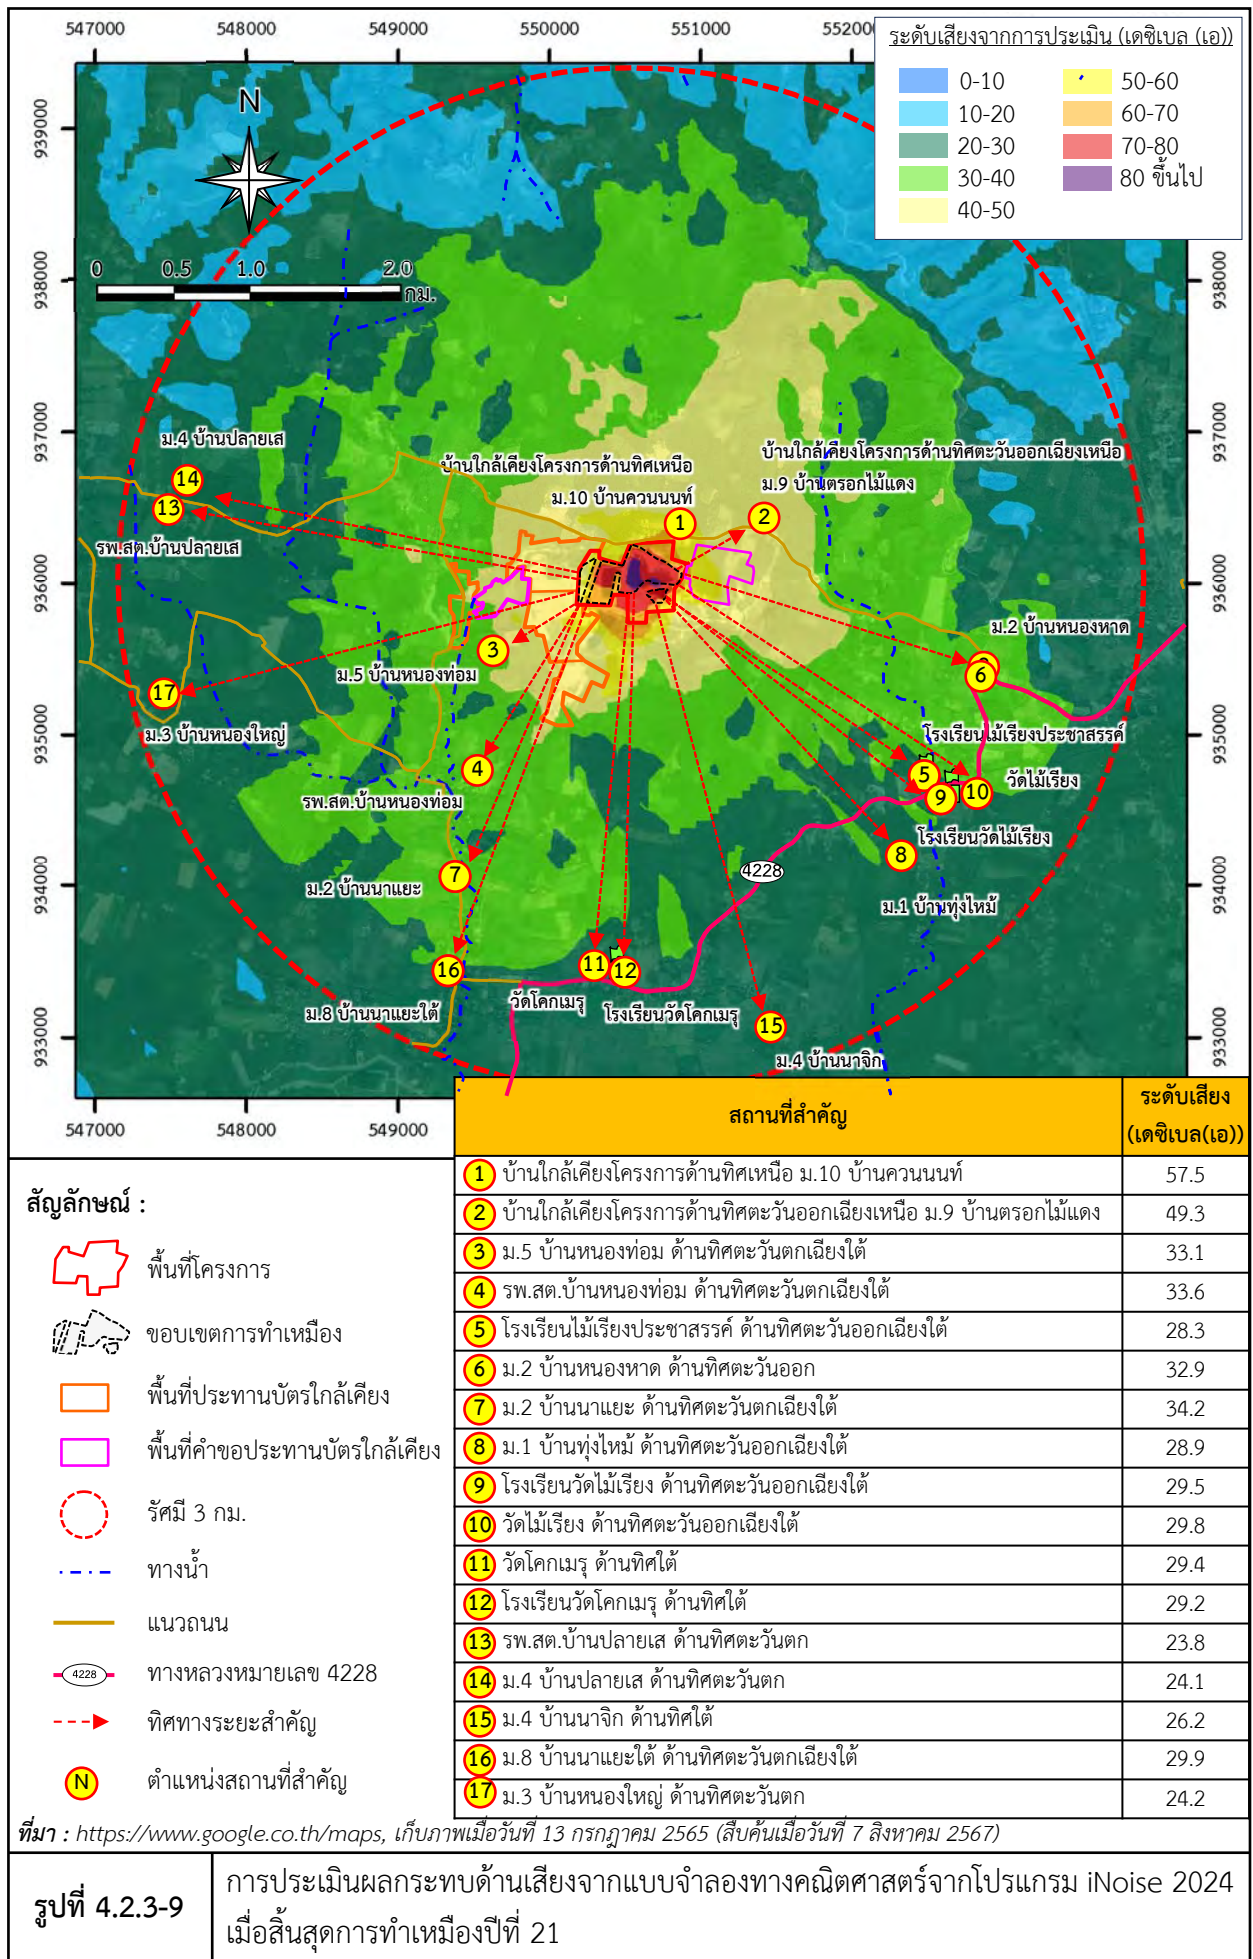 547000 548000 549000 550000 551000 552000
ระดับเสียงจากการประเมิน (เดซิเบล (เอ))
0-10
10-20
20-30
30-40
40-50
50-60
60-70
70-80
80 ขึ้นไป
N
0 0.5 1.0 2.0
กม.
939000
938000
937000
936000
935000
934000
933000
938000
937000
936000
935000
934000
933000
ม.4 บ้านปลายเส
14
13
รพ.สต.บ้านปลายเส
บ้านใกล้เคียงโครงการด้านทิศเหนือ
ม.10 บ้านควนนนท์
1
บ้านใกล้เคียงโครงการด้านทิศตะวันออกเฉียงเหนือ
ม.9 บ้านตรอกไม้แดง
2
ม.2 บ้านหนองหาด
6
3
ม.5 บ้านหนองท่อม
17
ม.3 บ้านหนองใหญ่
4
รพ.สต.บ้านหนองท่อม
โรงเรียนไม้เรียงประชาสรรค์
5
9
10
วัดไม้เรียง
โรงเรียนวัดไม้เรียง
8
4228
ม.1 บ้านทุ่งไหม้
7
ม.2 บ้านนาแยะ
16
ม.8 บ้านนาแยะใต้
11
12
วัดโคกเมรุ
โรงเรียนวัดโคกเมรุ
15
ม.4 บ้านนาจิก
547000 548000 549000
สถานที่สำคัญ
ระดับเสียง
(เดซิเบล(เอ))
1 บ้านใกล้เคียงโครงการด้านทิศเหนือ ม.10 บ้านควนนนท์ 57.5
2 บ้านใกล้เคียงโครงการด้านทิศตะวันออกเฉียงเหนือ ม.9 บ้านตรอกไม้แดง 49.3
3 ม.5 บ้านหนองท่อม ด้านทิศตะวันตกเฉียงใต้ 33.1
4 รพ.สต.บ้านหนองท่อม ด้านทิศตะวันตกเฉียงใต้ 33.6
5 โรงเรียนไม้เรียงประชาสรรค์ ด้านทิศตะวันออกเฉียงใต้ 28.3
6 ม.2 บ้านหนองหาด ด้านทิศตะวันออก 32.9
7 ม.2 บ้านนาแยะ ด้านทิศตะวันตกเฉียงใต้ 34.2
8 ม.1 บ้านทุ่งไหม้ ด้านทิศตะวันออกเฉียงใต้ 28.9
9 โรงเรียนวัดไม้เรียง ด้านทิศตะวันออกเฉียงใต้ 29.5
10 วัดไม้เรียง ด้านทิศตะวันออกเฉียงใต้ 29.8
11 วัดโคกเมรุ ด้านทิศใต้ 29.4
12 โรงเรียนวัดโคกเมรุ ด้านทิศใต้ 29.2
13 รพ.สต.บ้านปลายเส ด้านทิศตะวันตก 23.8
14 ม.4 บ้านปลายเส ด้านทิศตะวันตก 24.1
15 ม.4 บ้านนาจิก ด้านทิศใต้ 26.2
16 ม.8 บ้านนาแยะใต้ ด้านทิศตะวันตกเฉียงใต้ 29.9
17 ม.3 บ้านหนองใหญ่ ด้านทิศตะวันตก 24.2
สัญลักษณ์ :
พื้นที่โครงการ
ขอบเขตการทำเหมือง
พื้นที่ประทานบัตรใกล้เคียง
พื้นที่คำขอประทานบัตรใกล้เคียง
รัศมี 3 กม.
ทางน้ำ
แนวถนน
4228 ทางหลวงหมายเลข 4228
ทิศทางระยะสำคัญ
N ตำแหน่งสถานที่สำคัญ
ที่มา : https://www.google.co.th/maps, เก็บภาพเมื่อวันที่ 13 กรกฎาคม 2565 (สืบค้นเมื่อวันที่ 7 สิงหาคม 2567)
รูปที่ 4.2.3-9
การประเมินผลกระทบด้านเสียงจากแบบจำลองทางคณิตศาสตร์จากโปรแกรม iNoise 2024
เมื่อสิ้นสุดการทำเหมืองปีที่ 21